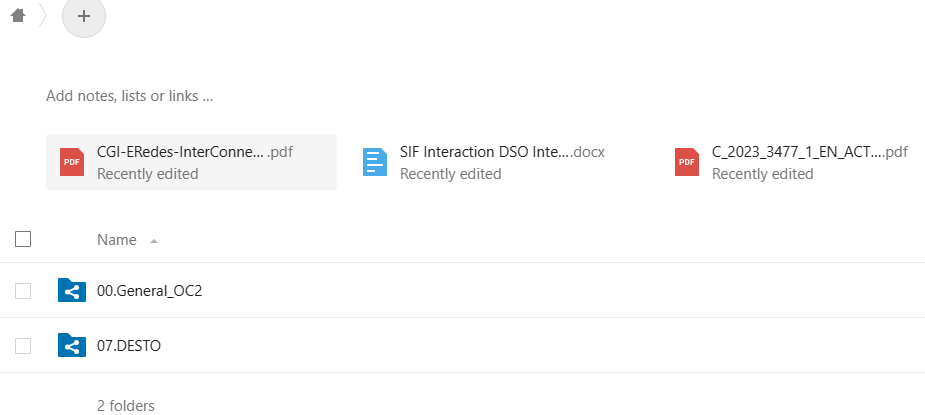 +
Add notes, lists or links ...
CGI-ERedes-InterConne... .pdf
Recently edited
SIF Interaction DSO Inte....docx
Recently edited
C_2023_3477_1_EN_ACT....pdf
Recently edited
PDF
PDF
Name
00.General_OC2
07.DESTO
2 folders